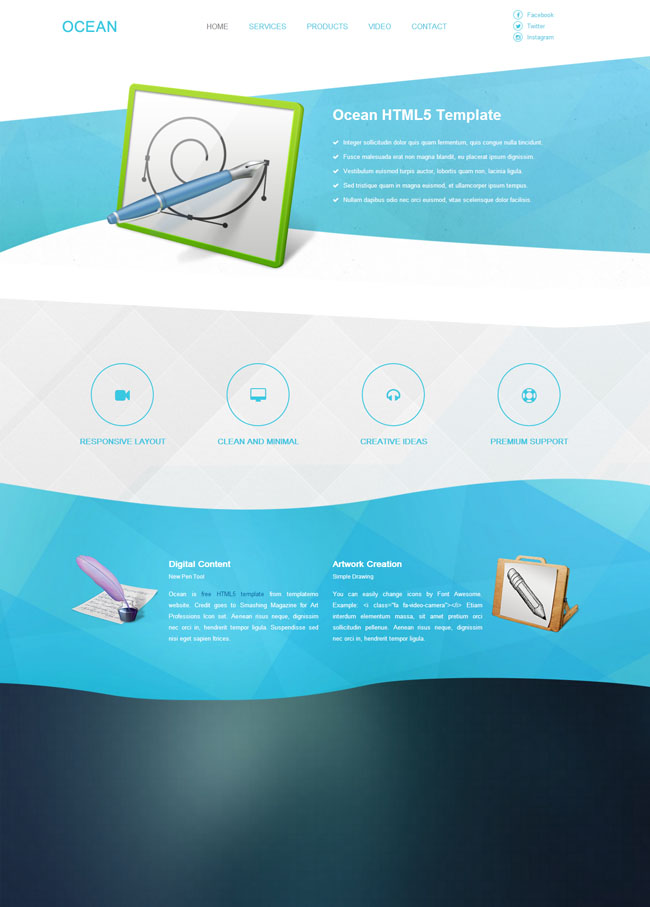 OCEAN
HOME SERVICES PRODUCTS VIDEO CONTACT
Facebook
Twitter
Instagram
Ocean HTML5 Template
Integer sollicitudin dolor quis quam fermentum, quis congue nulla tincidunt.
Fusce malesuada erat non magna blandit, eu placerat ipsum dignissim.
Vestibulum euismod turpis auctor, lobortis quam non, lacinia ligula.
Sed tristique quam in magna euismod, et ullamcorper ipsum tempus.
Nullam dapibus odio nec orci euismod, vitae scelerisque dolor facilisis.
RESPONSIVE LAYOUT
CLEAN AND MINIMAL
CREATIVE IDEAS
PREMIUM SUPPORT
Digital Content
New Pen Tool
Ocean is free HTML5 template from templatemo
website. Credit goes to Smashing Magazine for Art
Professions Icon set. Aenean risus neque, dignissim
nec orci in, hendrerit tempor ligula. Suspendisse sed
nisi eget sapien ltrices.
Artwork Creation
Simple Drawing
You can easily change icons by Font Awesome.
Example: <i class="fa fa-video-camera"></i> Etiam
interdum elementum massa, sit amet pretium orci
sollicitudin pellenus. Aenean risus neque, dignissim
nec orci in, hendrerit tempor ligula.